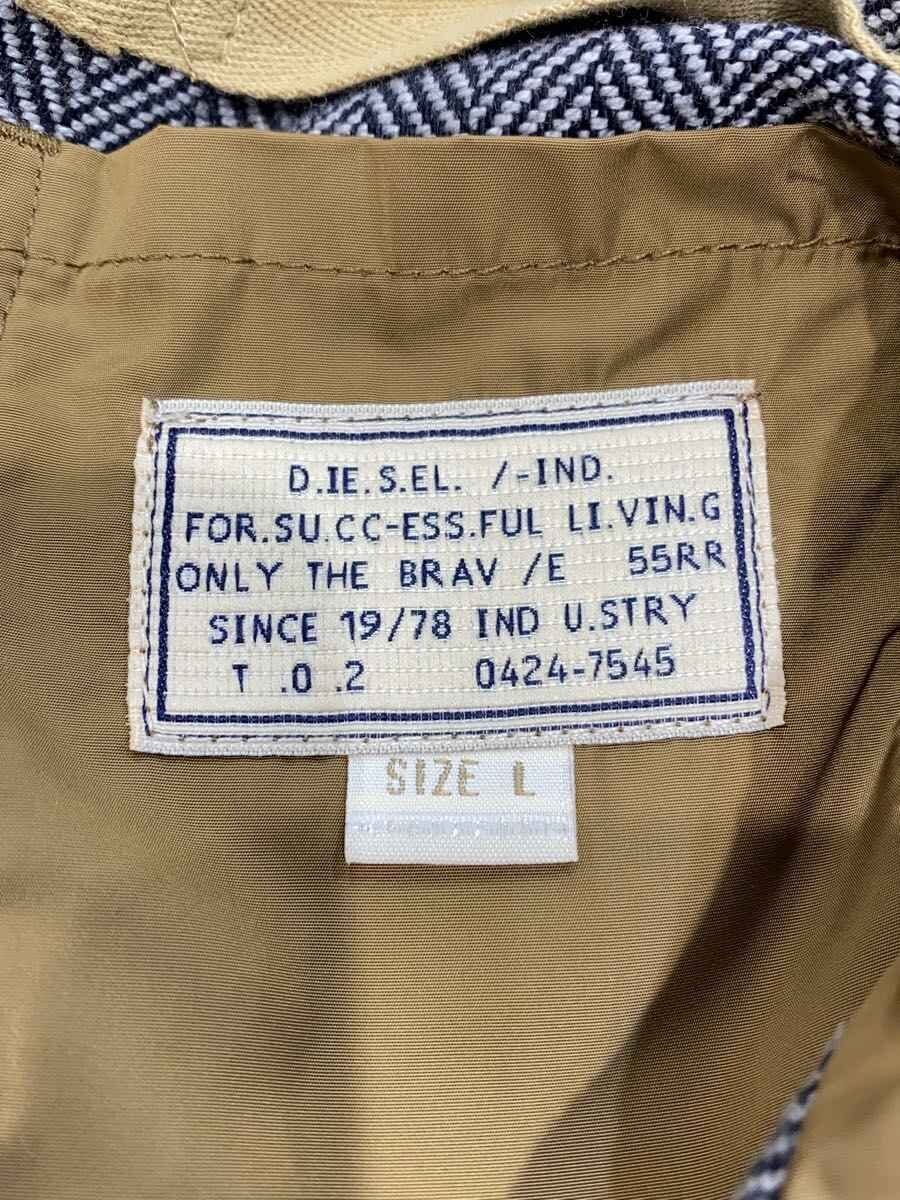 D.IE.S.EL. /-IND.
FOR.SU.CC-ESS.FUL LI.VIN.G
ONLY THE BRAV /E 55RR
SINCE 19/78 IND U.STRY
T .0 .2 0424-7545
SIZE L